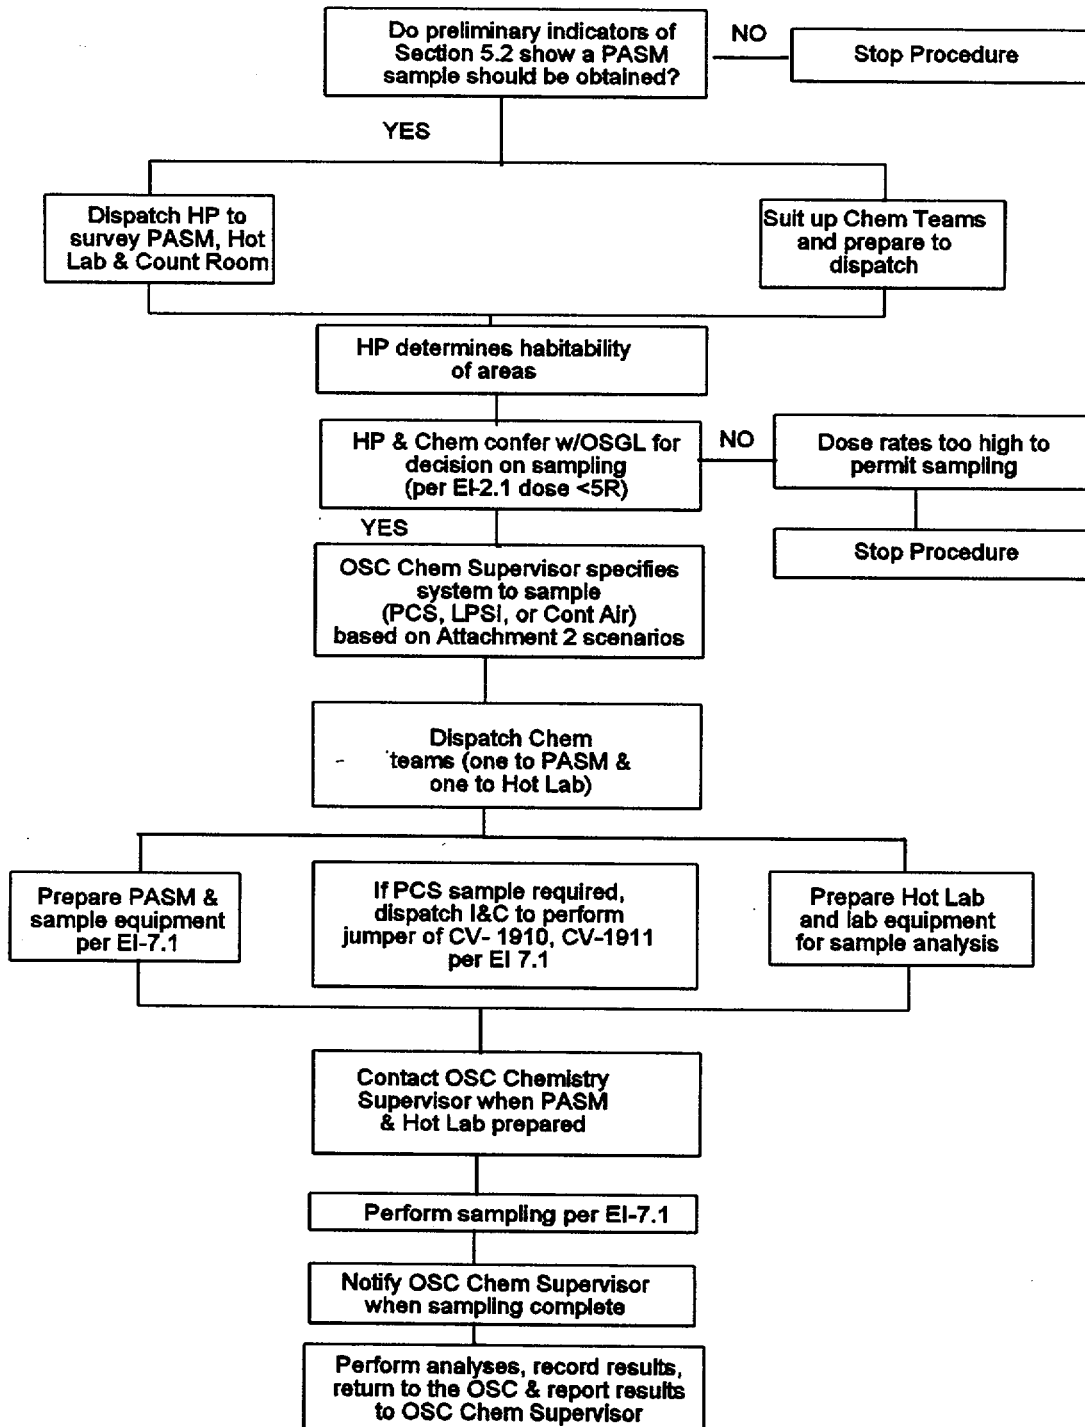 Do preliminary indicators of
Section 5.2 show a PASM
sample should be obtained?
NO
Stop Procedure
YES
Dispatch HP to
survey PASM, Hot
Lab & Count Room
Suit up Chem Teams
and prepare to
dispatch
HP determines habitability
of areas
HP & Chem confer w/OSGL for
decision on sampling
(per EI-2.1 dose <5R)
NO
Dose rates too high to
permit sampling
Stop Procedure
YES
OSC Chem Supervisor specifies
system to sample
(PCS, LPSI, or Cont Air)
based on Attachment 2 scenarios
Dispatch Chem
teams (one to PASM &
one to Hot Lab)
Prepare PASM &
sample equipment
per EI-7.1
If PCS sample required,
dispatch I&C to perform
jumper of CV- 1910, CV-1911
per EI 7.1
Prepare Hot Lab
and lab equipment
for sample analysis
Contact OSC Chemistry
Supervisor when PASM
& Hot Lab prepared
Perform sampling per EI-7.1
Notify OSC Chem Supervisor
when sampling complete
Perform analyses, record results,
return to the OSC & report results
to OSC Chem Supervisor